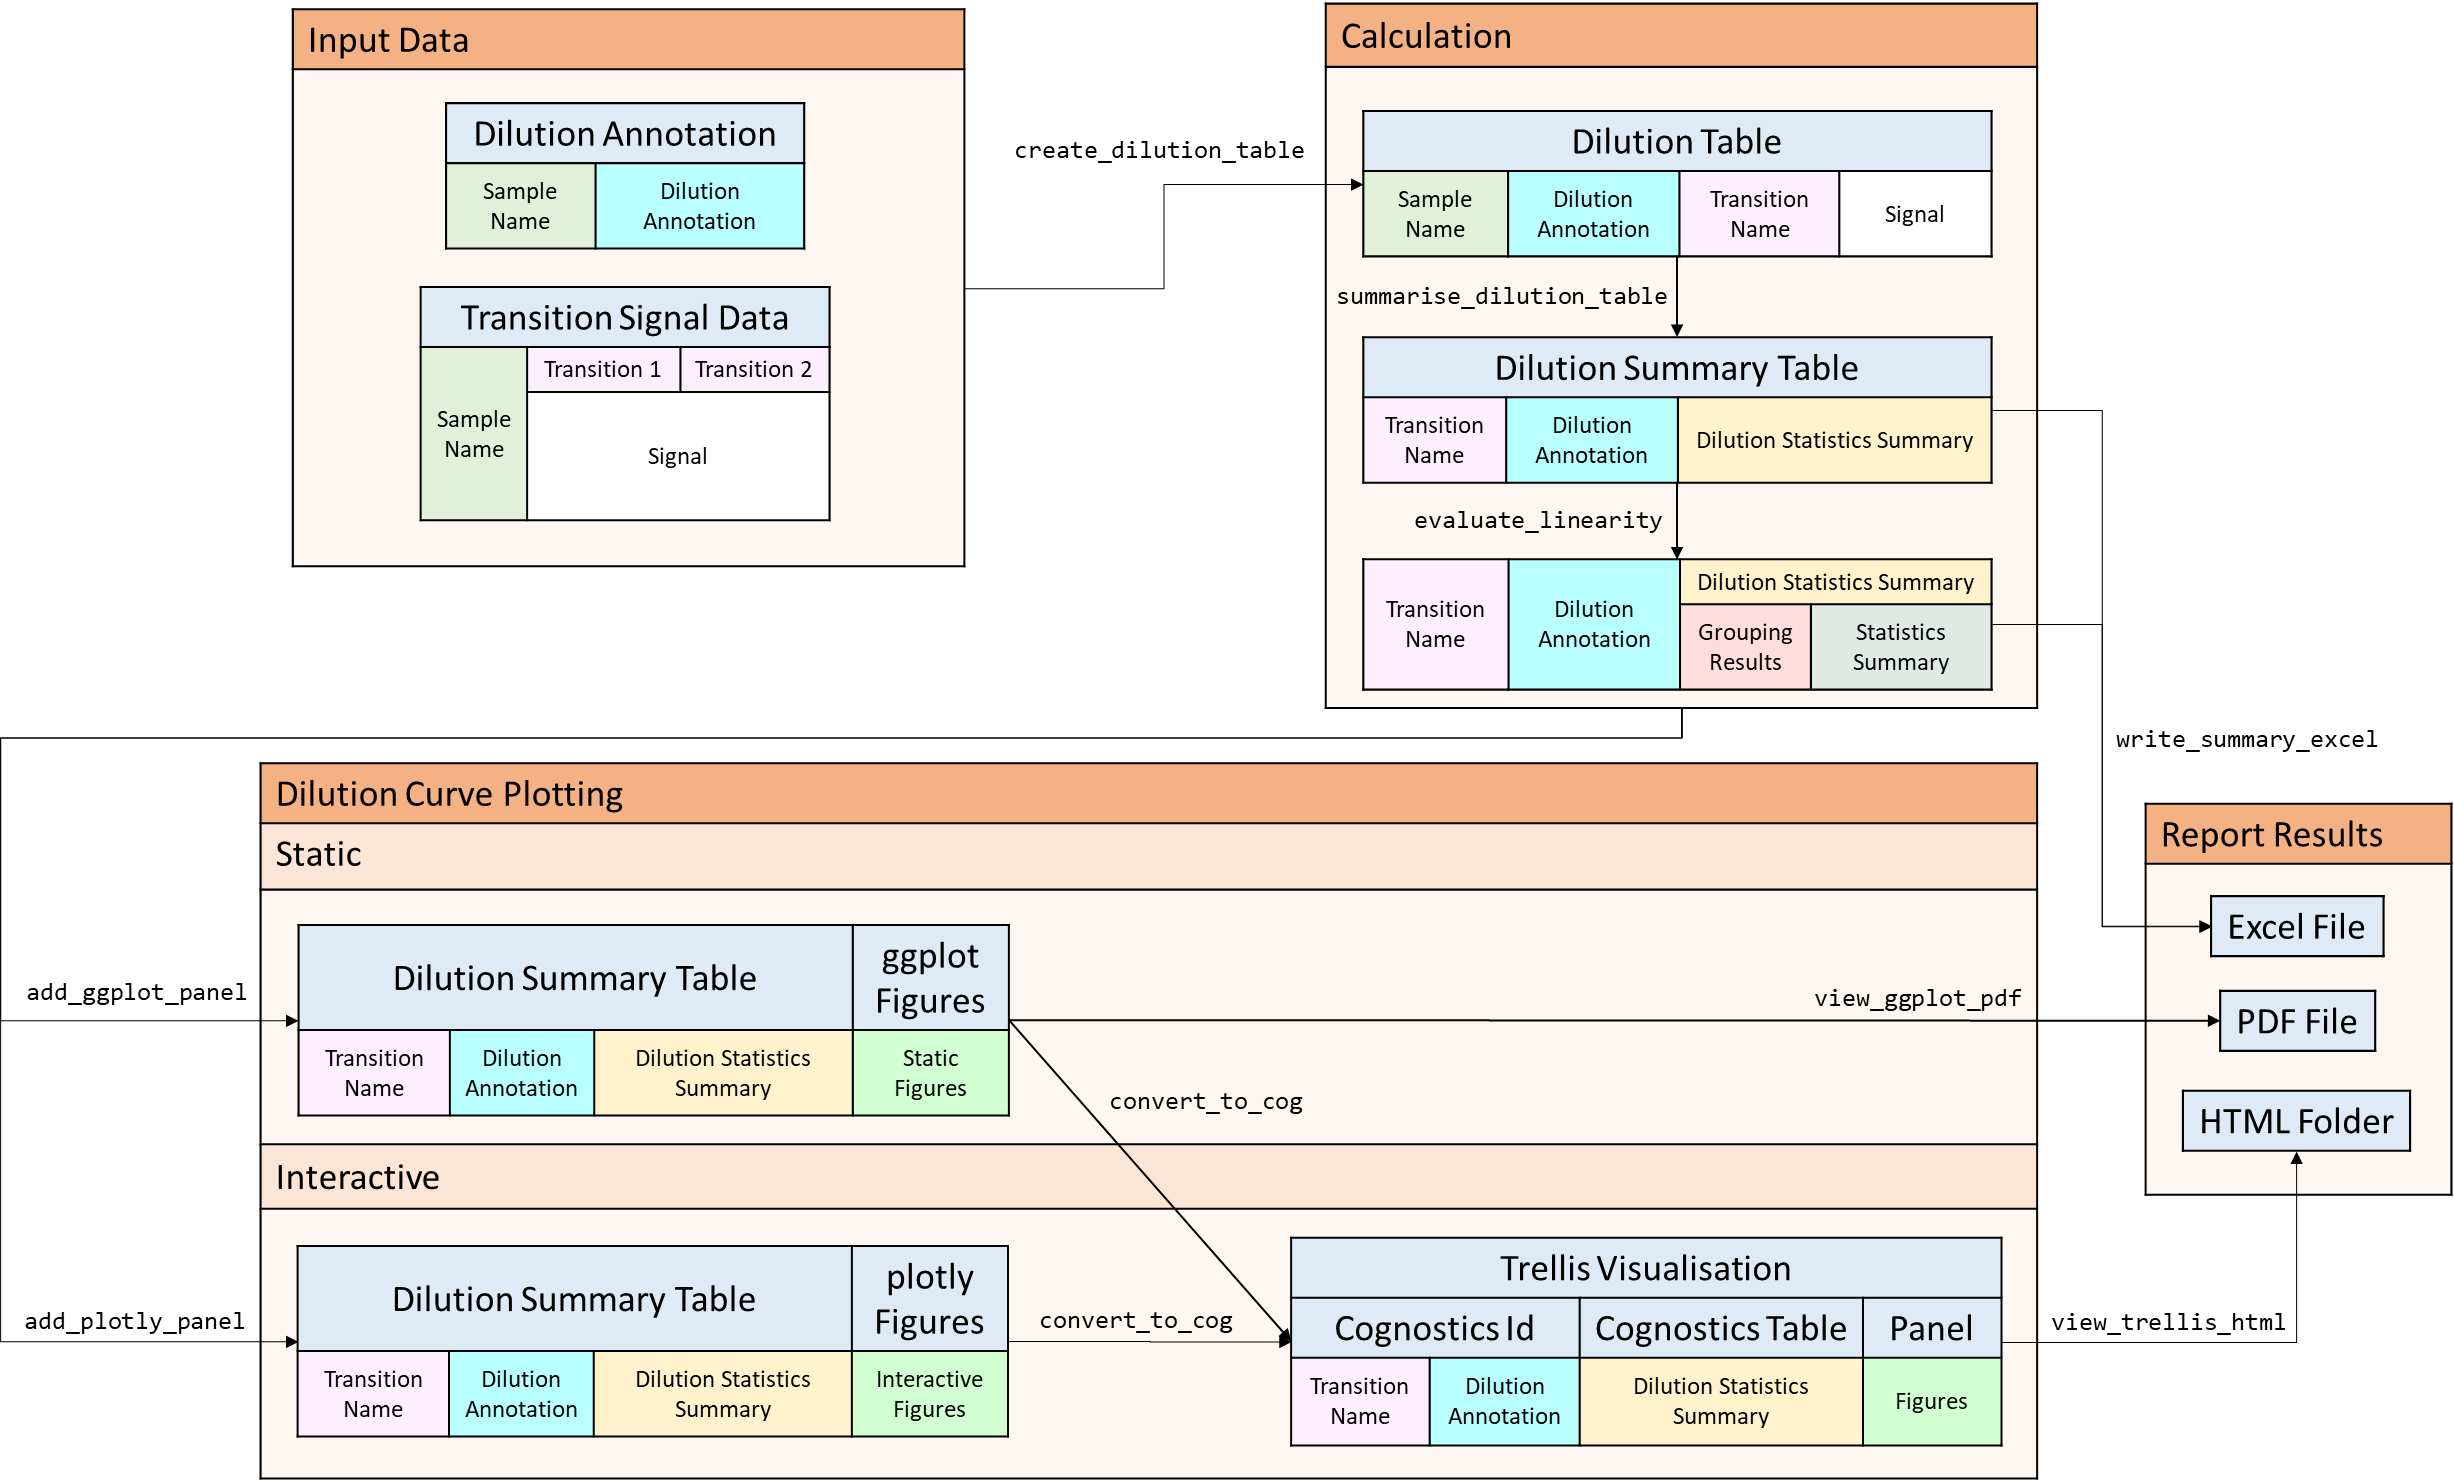 Input Data
Dilution Annotation
Sample
Name
Dilution
Annotation
Transition Signal Data
Sample
Name
Transition 1
Transition 2
Signal
create_dilution_table
Calculation
Dilution Table
Sample
Name
Dilution
Annotation
Transition
Name
Signal
summarise_dilution_table
Dilution Summary Table
Transition
Name
Dilution
Annotation
Dilution Statistics Summary
evaluate_linearity
Transition
Name
Dilution
Annotation
Dilution Statistics Summary
Grouping
Results
Statistics
Summary
write_summary_excel
Dilution Curve Plotting
Static
add_ggplot_panel
Dilution Summary Table
ggplot
Figures
Transition
Name
Dilution
Annotation
Dilution Statistics
Summary
Static
Figures
view_ggplot_pdf
convert_to_cog
Interactive
add_plotly_panel
Dilution Summary Table
plotly
Figures
Transition
Name
Dilution
Annotation
Dilution Statistics
Summary
Interactive
Figures
convert_to_cog
Trellis Visualisation
Cognostics Id
Cognostics Table
Panel
Transition
Name
Dilution
Annotation
Dilution Statistics
Summary
Figures
view_trellis_html
Report Results
Excel File
PDF File
HTML Folder